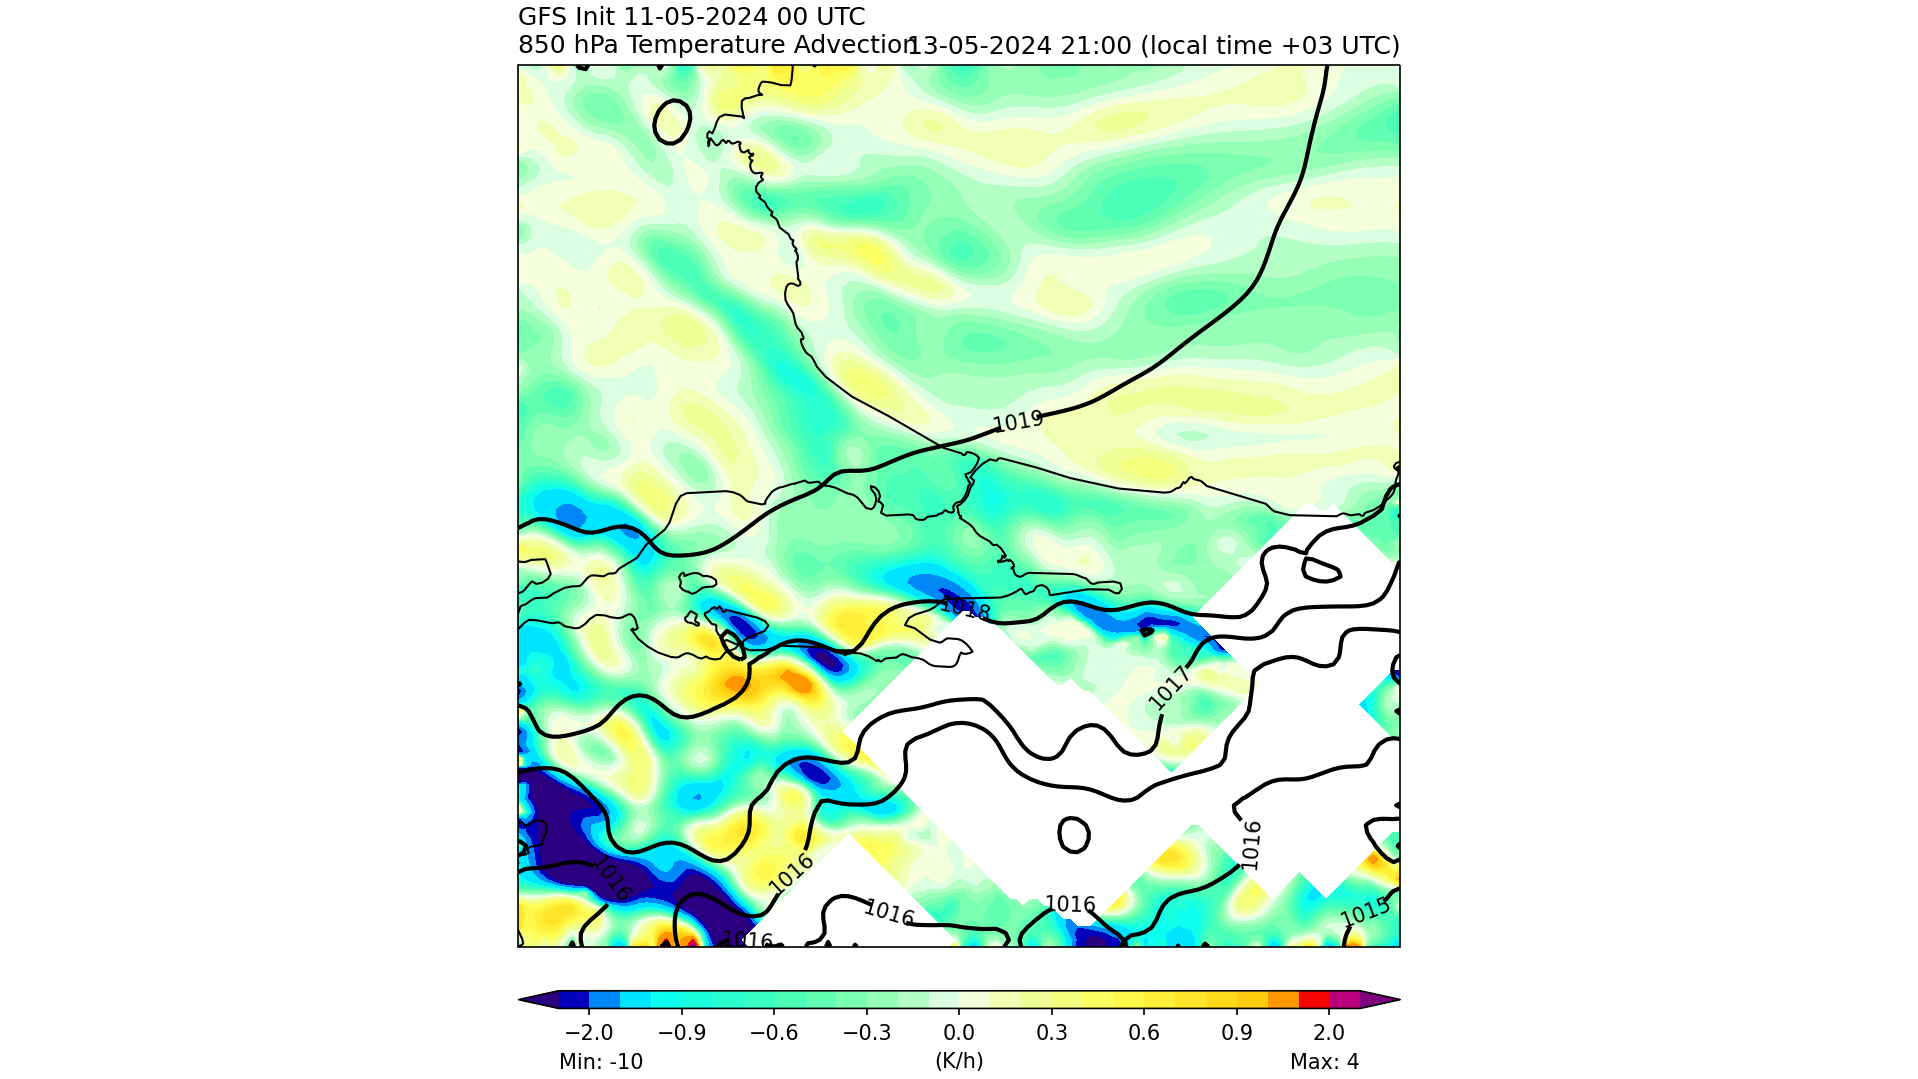 GFS Init 11-05-2024 00 UTC
850 hPa Temperature Advection 13-05-2024 21:00 (local time +03 UTC)
1019
1018
1017
1016
1016
1016
1016
1016
1015
1016
−2.0 −0.9 −0.6 −0.3 0.0 0.3 0.6 0.9 2.0
Min: -10 (K/h) Max: 4